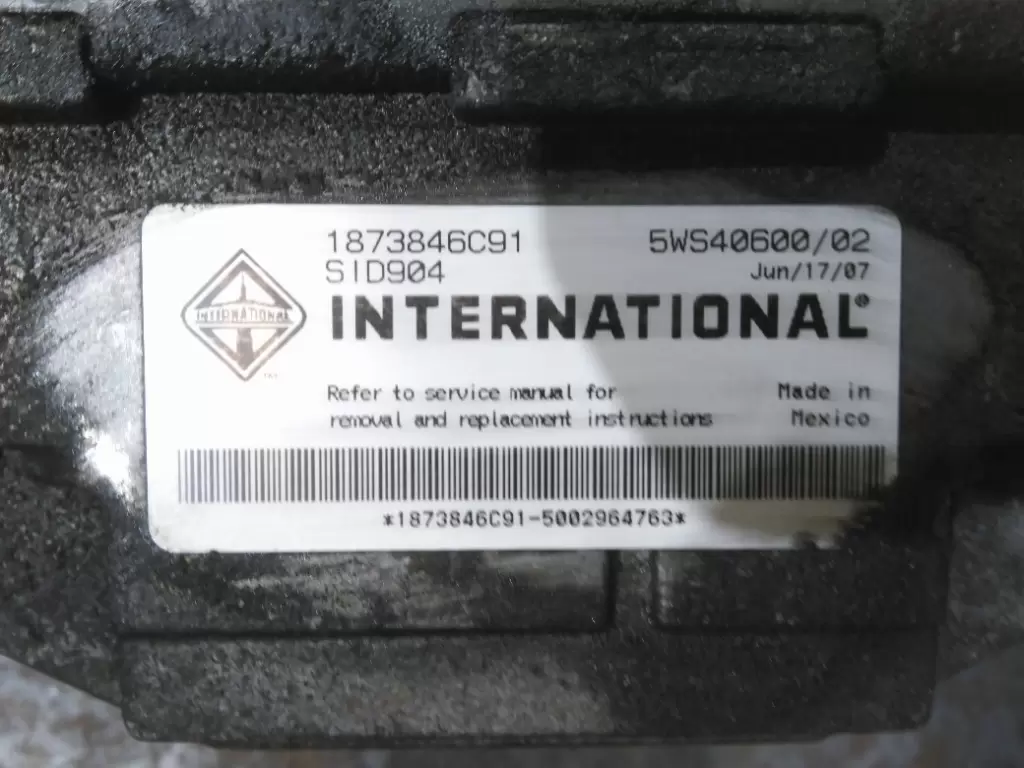 1873846C91 5WS40600/02
SID904 Jun/17/07
INTERNATIONAL®
INTERNATIONAL
Refer to service manual for Made in
removal and replacement instructions Mexico
*1873846C91-5002964763*